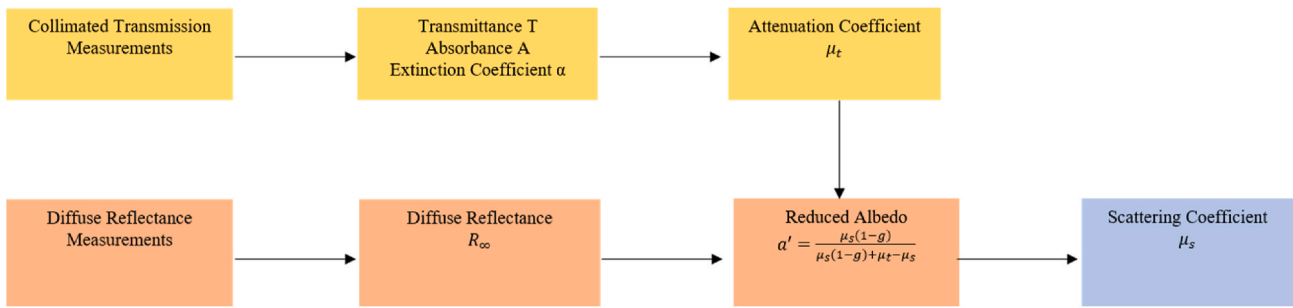 Collimated Transmission
Measurements
Transmittance T
Absorbance A
Extinction Coefficient α
Attenuation Coefficient
μₜ
Diffuse Reflectance
Measurements
Diffuse Reflectance
R∞
Reduced Albedo
a′ = μₛ(1−g) / μₛ(1−g)+μₜ−μₛ
Scattering Coefficient
μₛ